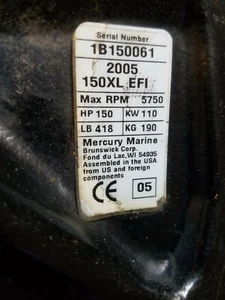 Serial Number
1B150061
2005
150XL EFI
Max RPM 5750
HP 150 KW 110
LB 418 KG 190
Mercury Marine
Brunswick Corp.
Fond du Lac, WI 54935
Assembled in the USA
from US and foreign
components
CE 05